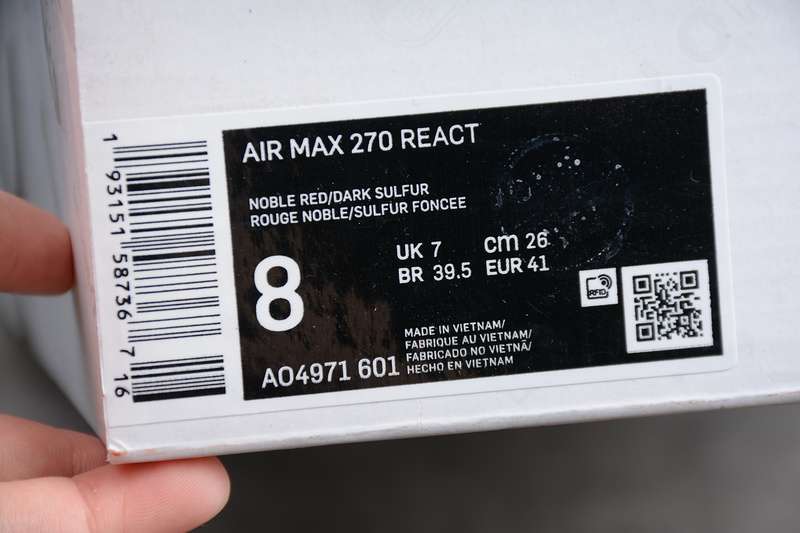 AIR MAX 270 REACT
NOBLE RED/DARK SULFUR
ROUGE NOBLE/SULFUR FONCEE
8
UK 7 cm 26
BR 39.5 EUR 41
MADE IN VIETNAM/
FABRIQUE AU VIETNAM/
FABRICADO NO VIETNÃ/
HECHO EN VIETNAM
AO4971 601
RFID
1 93151 58736 7 16